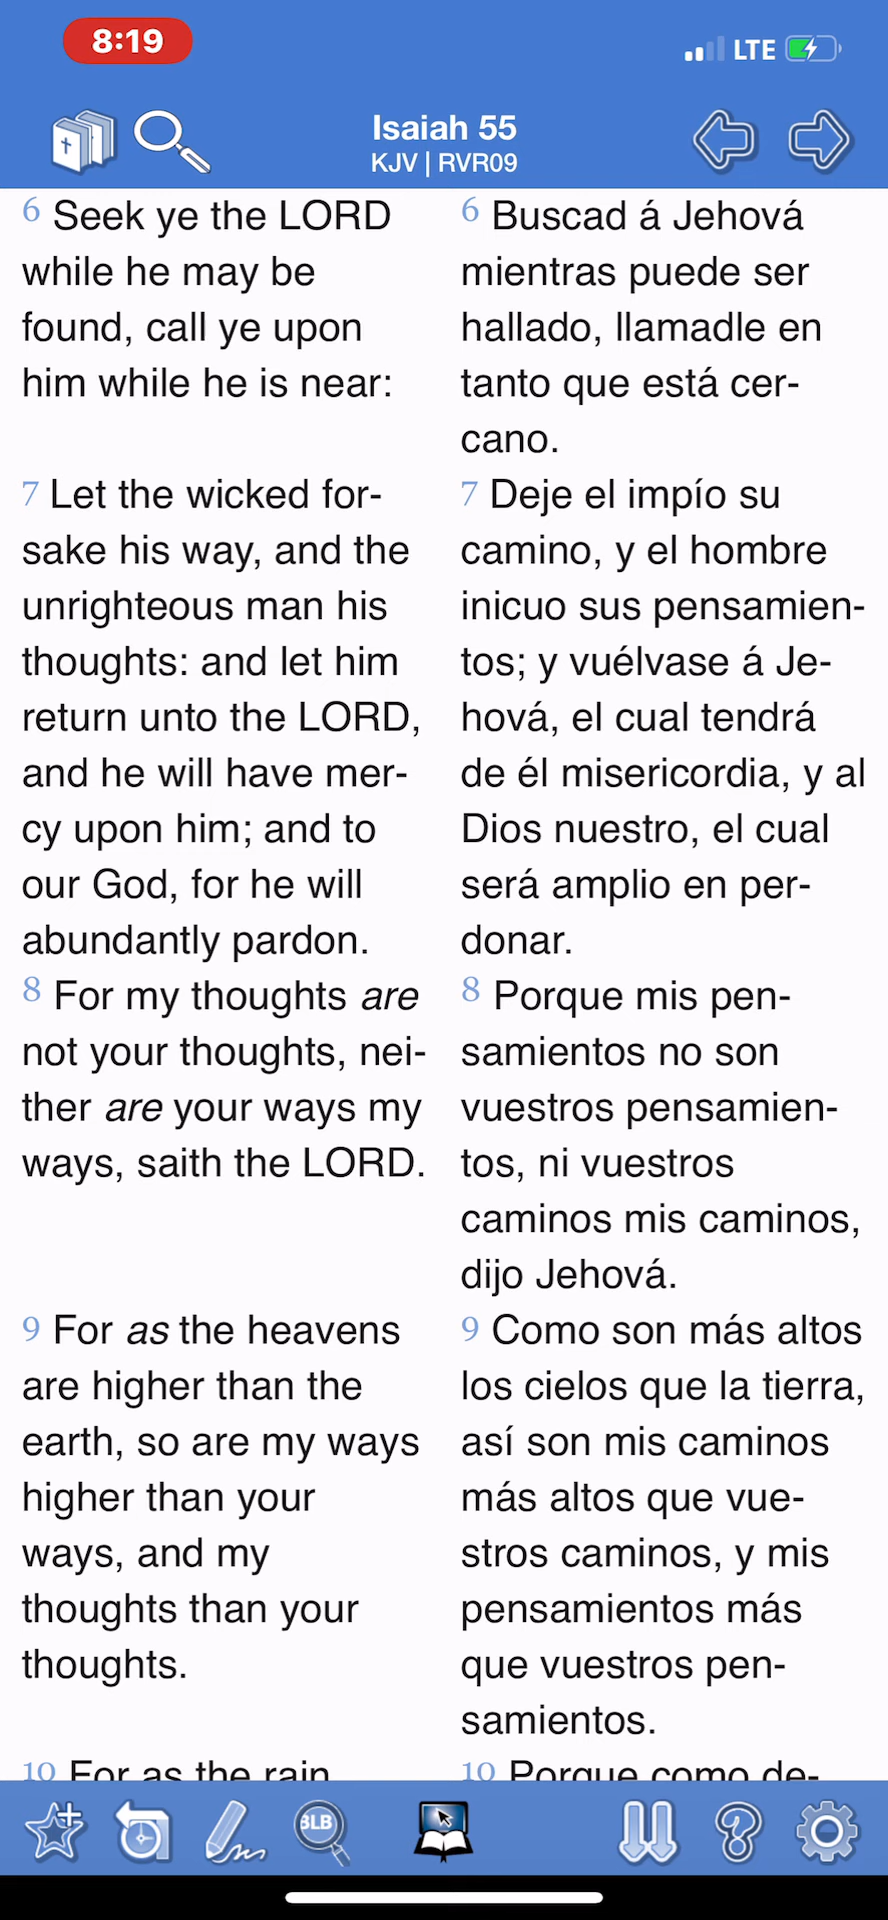 8:19
LTE
Isaiah 55
KJV | RVR09
6 Seek ye the LORD
while he may be
found, call ye upon
him while he is near:
7 Let the wicked for-
sake his way, and the
unrighteous man his
thoughts: and let him
return unto the LORD,
and he will have mer-
cy upon him; and to
our God, for he will
abundantly pardon.
8 For my thoughts are
not your thoughts, nei-
ther are your ways my
ways, saith the LORD.
9 For as the heavens
are higher than the
earth, so are my ways
higher than your
ways, and my
thoughts than your
thoughts.
10 For as the rain
6 Buscad á Jehová
mientras puede ser
hallado, llamadle en
tanto que está cer-
cano.
7 Deje el impío su
camino, y el hombre
inicuo sus pensamien-
tos; y vuélvase á Je-
hová, el cual tendrá
de él misericordia, y al
Dios nuestro, el cual
será amplio en per-
donar.
8 Porque mis pen-
samientos no son
vuestros pensamien-
tos, ni vuestros
caminos mis caminos,
dijo Jehová.
9 Como son más altos
los cielos que la tierra,
así son mis caminos
más altos que vue-
stros caminos, y mis
pensamientos más
que vuestros pen-
samientos.
10 Porque como de-
BLB